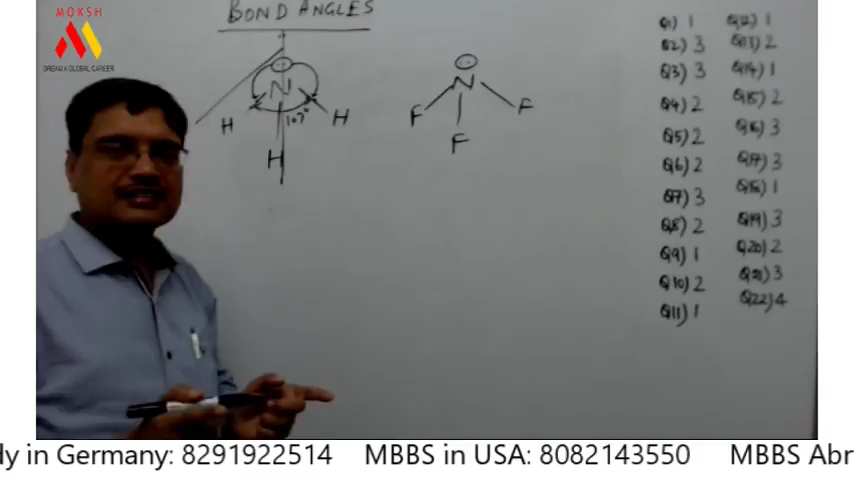 MOKSH
DREAM A GLOBAL CAREER
BOND ANGLES
N
H
H
H
107°
N
F
F
F
Q1) 1
Q2) 3
Q3) 3
Q4) 2
Q5) 2
Q6) 2
Q7) 3
Q8) 2
Q9) 1
Q10) 2
Q11) 1
Q12) 1
Q13) 2
Q14) 1
Q15) 2
Q16) 3
Q17) 3
Q18) 1
Q19) 3
Q20) 2
Q21) 3
Q22) 4
dy in Germany: 8291922514 MBBS in USA: 8082143550 MBBS Abr